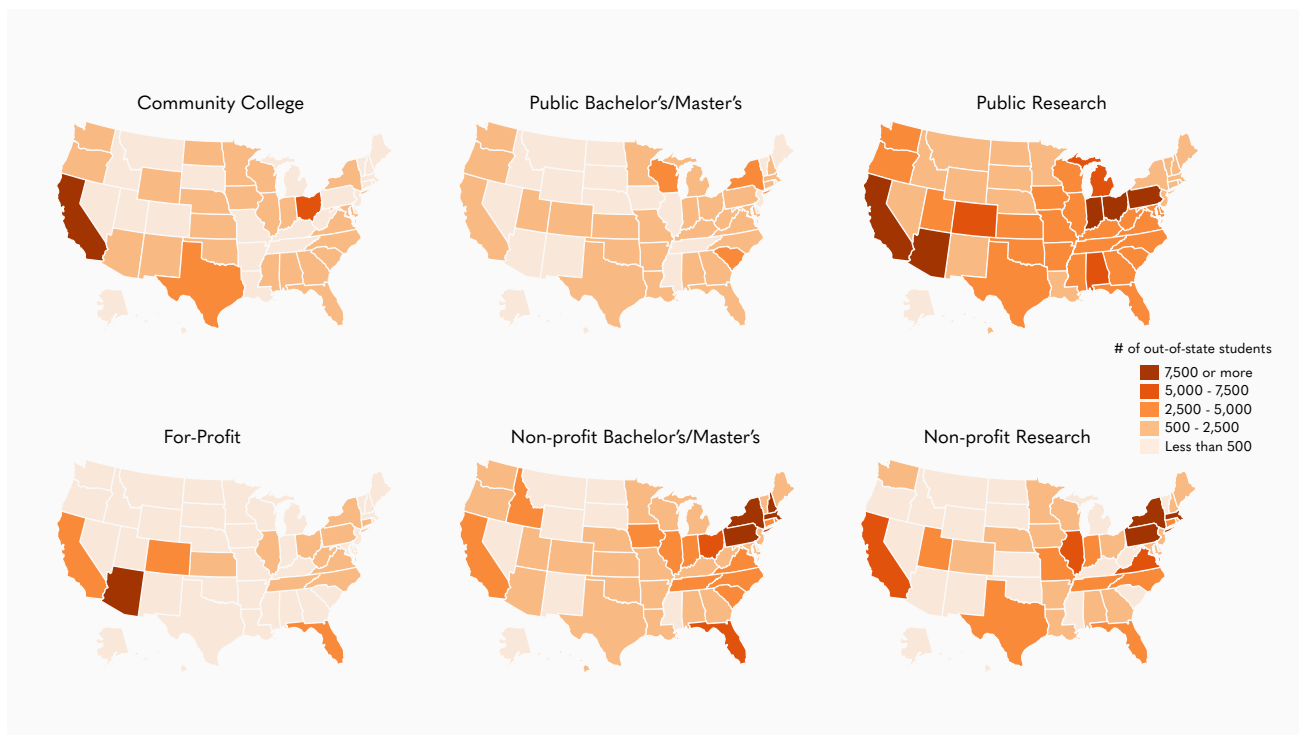 Community College
Public Bachelor's/Master's
Public Research
# of out-of-state students
7,500 or more
5,000 - 7,500
2,500 - 5,000
500 - 2,500
Less than 500
For-Profit
Non-profit Bachelor's/Master's
Non-profit Research